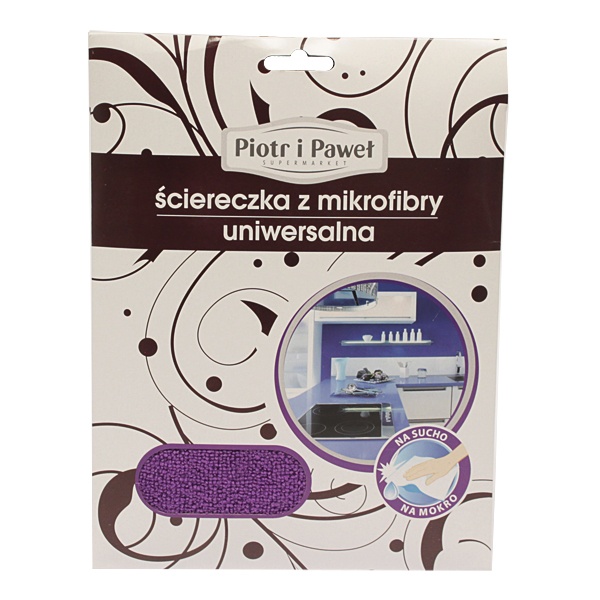 Piotr i Paweł
SUPERMARKET
ściereczka z mikrofibry
uniwersalna
NA SUCHO
NA MOKRO